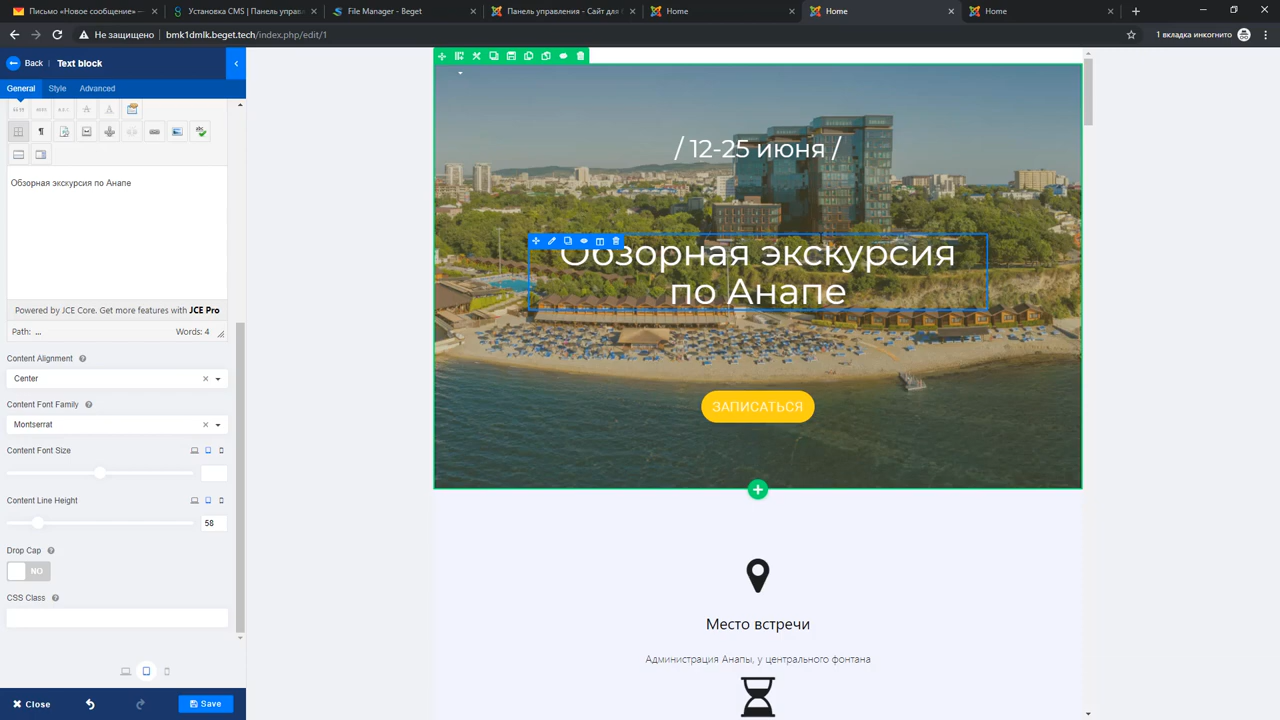 Письмо «Новое сообщение» —
Установка CMS | Панель управ
File Manager - Beget
Панель управления - Сайт для
Home
Home
Home
Не защищено
bmk1dmlk.beget.tech/index.php/edit/1
1 вкладка инкогнито
Back
Text block
General
Style
Advanced
Обзорная экскурсия по Анапе
Powered by JCE Core. Get more features with JCE Pro
Path: ...
Words: 4
Content Alignment
Center
Content Font Family
Montserrat
Content Font Size
Content Line Height
58
Drop Cap
NO
CSS Class
Close
Save
/ 12-25 июня /
Обзорная экскурсия
по Анапе
ЗАПИСАТЬСЯ
Место встречи
Администрация Анапы, у центрального фонтана